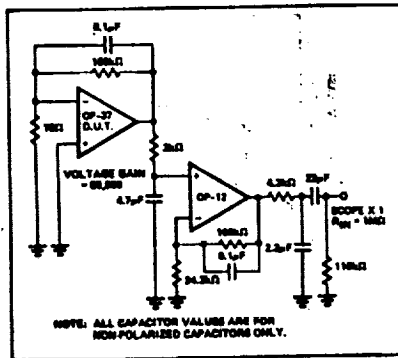 0.1µF
100kΩ
10Ω
OP-37
D.U.T.
2kΩ
VOLTAGE GAIN
= 50,000
4.7µF
OP-12
4.3kΩ
22µF
SCOPE X 1
R_IN = 1MΩ
100kΩ
2.2µF
0.1µF
110kΩ
24.3kΩ
NOTE: ALL CAPACITOR VALUES ARE FOR
NON-POLARIZED CAPACITORS ONLY.